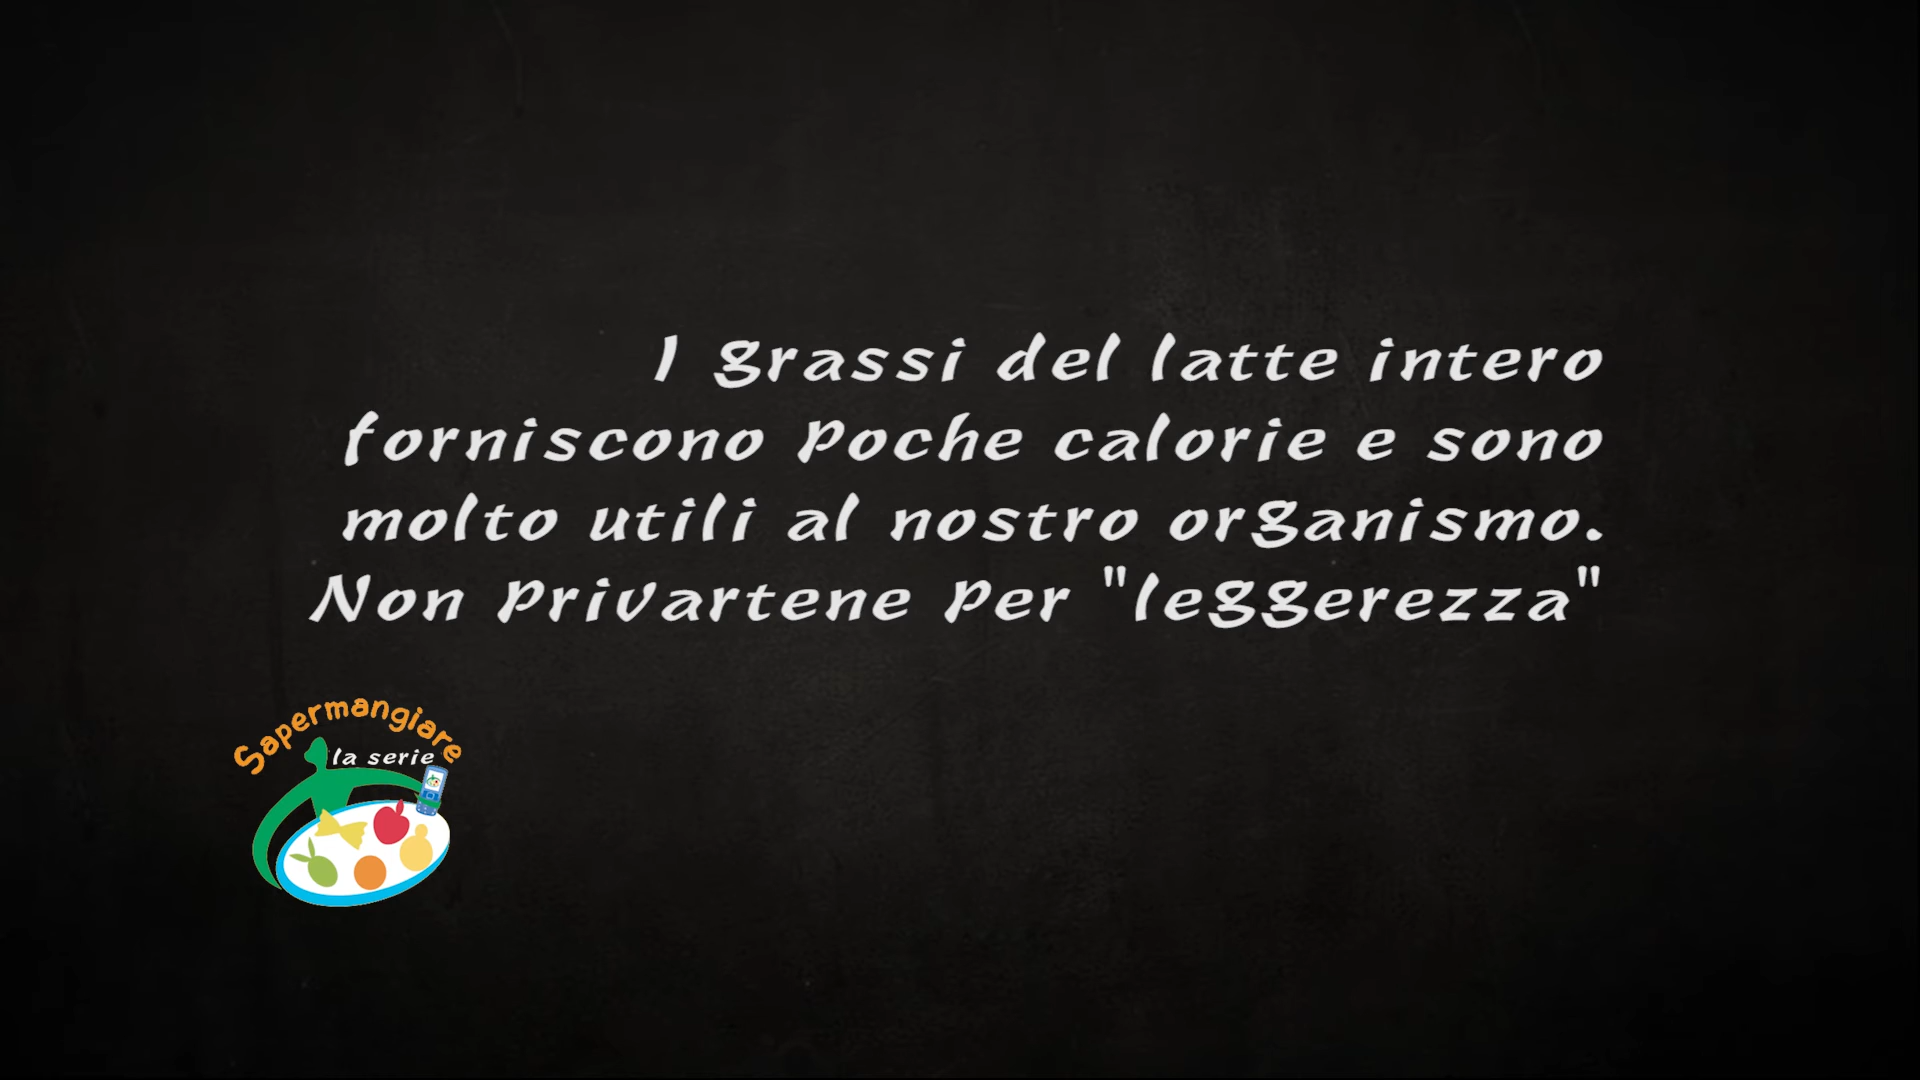 I grassi del latte intero
forniscono poche calorie e sono
molto utili al nostro organismo.
Non privartene per "leggerezza"
Sapermangiare
la serie